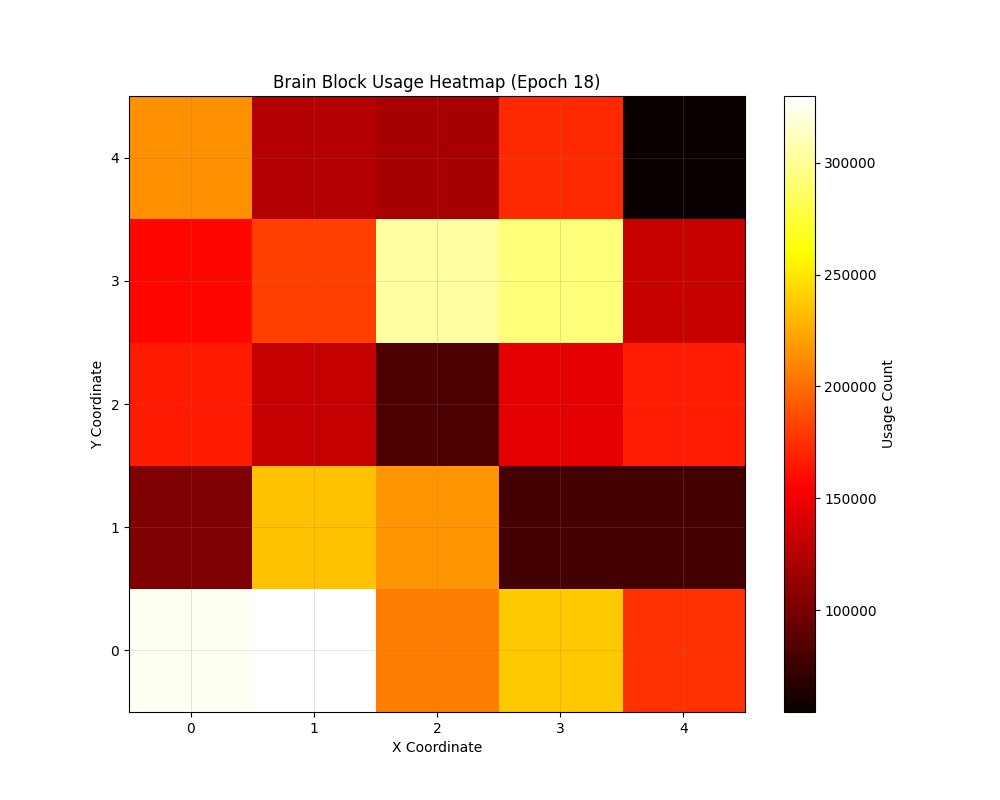 Brain Block Usage Heatmap (Epoch 18)
4
3
2
1
0
Y Coordinate
0 1 2 3 4
X Coordinate
300000
250000
200000
150000
100000
Usage Count